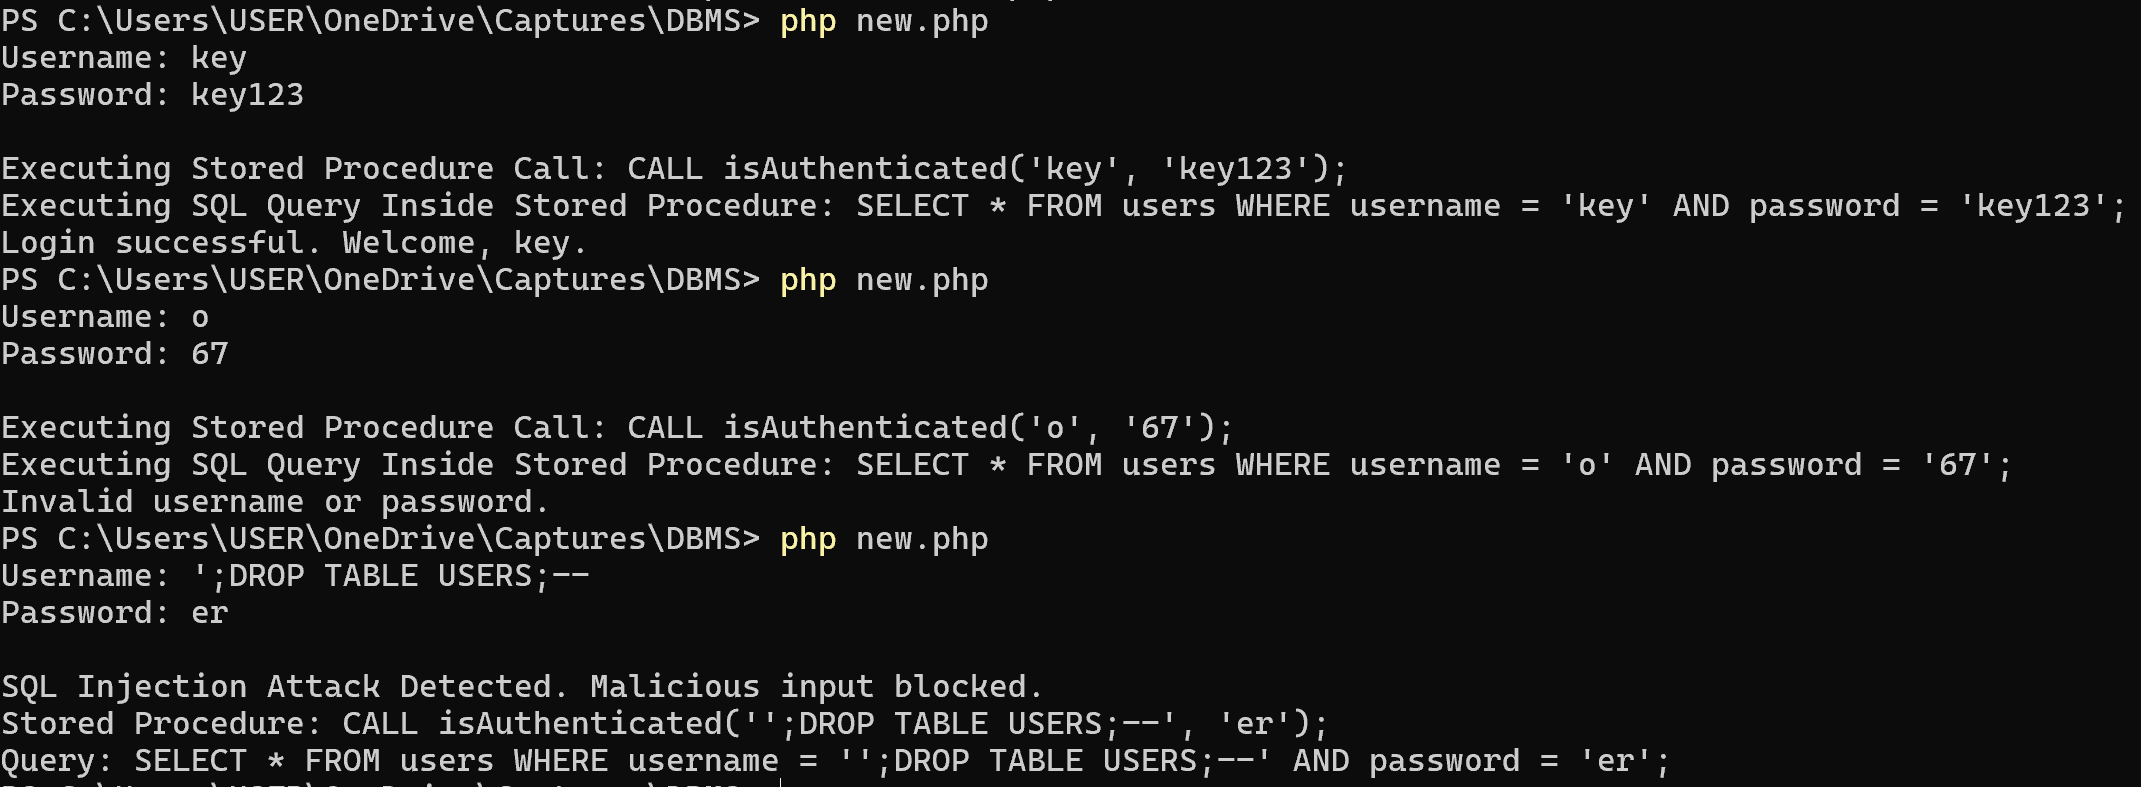 PS C:\Users\USER\OneDrive\Captures\DBMS> php new.php
Username: key
Password: key123
Executing Stored Procedure Call: CALL isAuthenticated('key', 'key123');
Executing SQL Query Inside Stored Procedure: SELECT * FROM users WHERE username = 'key' AND password = 'key123';
Login successful. Welcome, key.
PS C:\Users\USER\OneDrive\Captures\DBMS> php new.php
Username: o
Password: 67
Executing Stored Procedure Call: CALL isAuthenticated('o', '67');
Executing SQL Query Inside Stored Procedure: SELECT * FROM users WHERE username = 'o' AND password = '67';
Invalid username or password.
PS C:\Users\USER\OneDrive\Captures\DBMS> php new.php
Username: ';DROP TABLE USERS;--
Password: er
SQL Injection Attack Detected. Malicious input blocked.
Stored Procedure: CALL isAuthenticated('';DROP TABLE USERS;--', 'er');
Query: SELECT * FROM users WHERE username = '';DROP TABLE USERS;--' AND password = 'er';